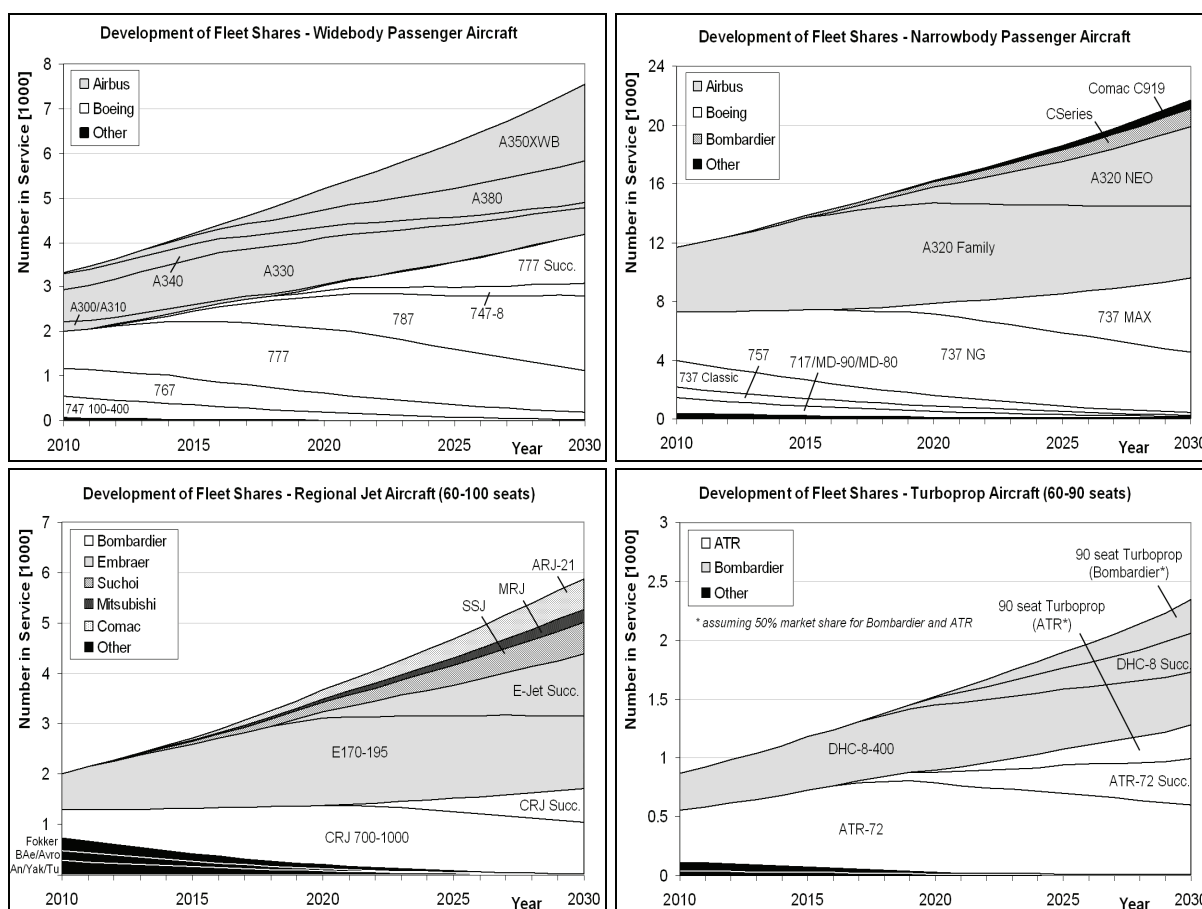 Development of Fleet Shares - Widebody Passenger Aircraft
Number in Service [1000]
8
7
6
5
4
3
2
1
0
Airbus
Boeing
Other
A350XWB
A380
A340
A330
A300/A310
777 Succ.
747-8
787
777
767
747 100-400
2010
2015
2020
2025
2030
Year
Development of Fleet Shares - Narrowbody Passenger Aircraft
Number in Service [1000]
24
20
16
12
8
4
0
Airbus
Boeing
Bombardier
Other
Comac C919
CSeries
A320 NEO
A320 Family
737 MAX
737 NG
757
717/MD-90/MD-80
737 Classic
2010
2015
2020
2025
2030
Year
Development of Fleet Shares - Regional Jet Aircraft (60-100 seats)
Number in Service [1000]
7
6
5
4
3
2
1
0
Bombardier
Embraer
Suchoi
Mitsubishi
Comac
Other
ARJ-21
MRJ
SSJ
E-Jet Succ.
E170-195
CRJ Succ.
CRJ 700-1000
Fokker
BAe/Avro
An/Yak/Tu
2010
2015
2020
2025
2030
Year
Development of Fleet Shares - Turboprop Aircraft (60-90 seats)
Number in Service [1000]
3
2.5
2
1.5
1
0.5
0
ATR
Bombardier
Other
* assuming 50% market share for Bombardier and ATR
90 seat Turboprop
(Bombardier*)
90 seat Turboprop
(ATR*)
DHC-8 Succ.
DHC-8-400
ATR-72 Succ.
ATR-72
2010
2015
2020
2025
2030
Year